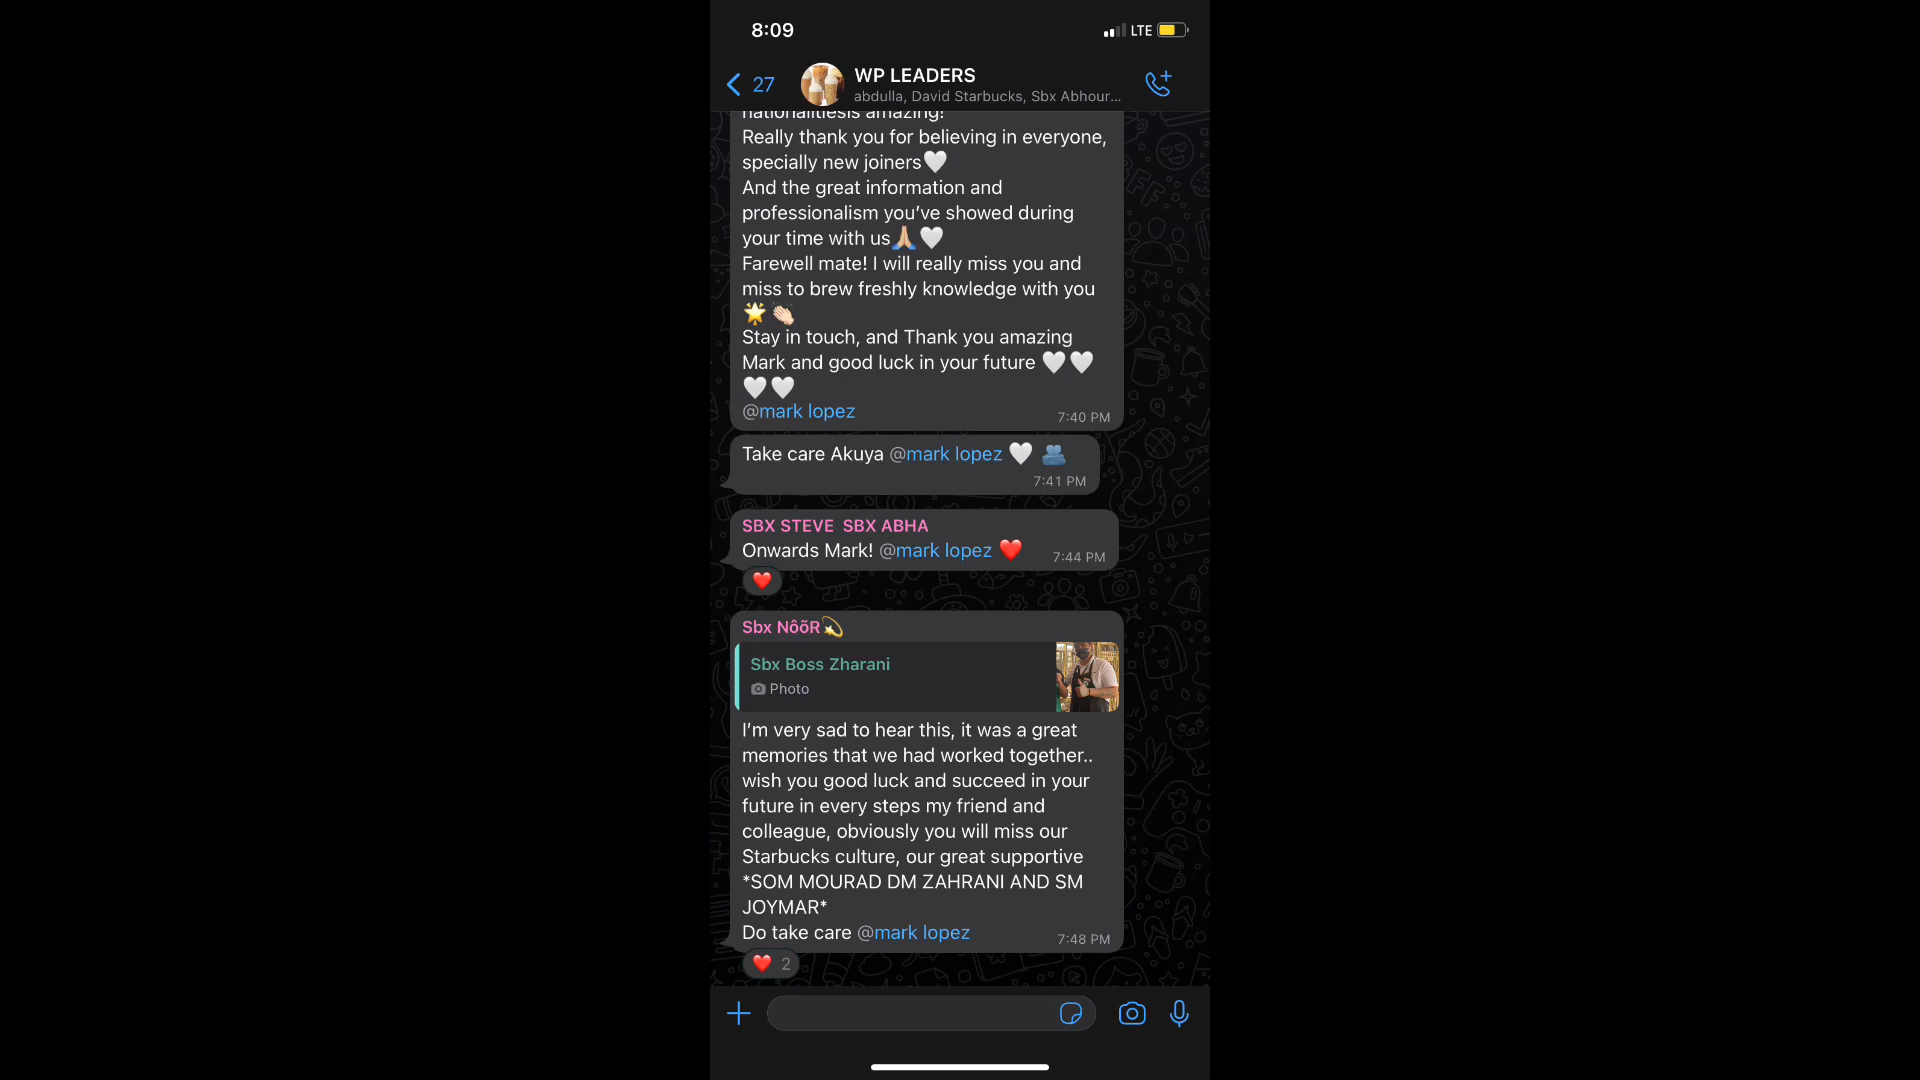 8:09
LTE
27
WP LEADERS
abdulla, David Starbucks, Sbx Abhour...
nationalitiesis amazing!
Really thank you for believing in everyone,
specially new joiners🤍
And the great information and
professionalism you’ve showed during
your time with us🙏🏼🤍
Farewell mate! I will really miss you and
miss to brew freshly knowledge with you
🌟👏🏻
Stay in touch, and Thank you amazing
Mark and good luck in your future 🤍🤍
🤍🤍
@mark lopez
7:40 PM
Take care Akuya @mark lopez 🤍 🫂
7:41 PM
SBX STEVE  SBX ABHA
Onwards Mark! @mark lopez ❤️
7:44 PM
❤️
Sbx NôõR💫
Sbx Boss Zharani
Photo
I’m very sad to hear this, it was a great
memories that we had worked together..
wish you good luck and succeed in your
future in every steps my friend and
colleague, obviously you will miss our
Starbucks culture, our great supportive
*SOM MOURAD DM ZAHRANI AND SM
JOYMAR*
Do take care @mark lopez
7:48 PM
❤️ 2